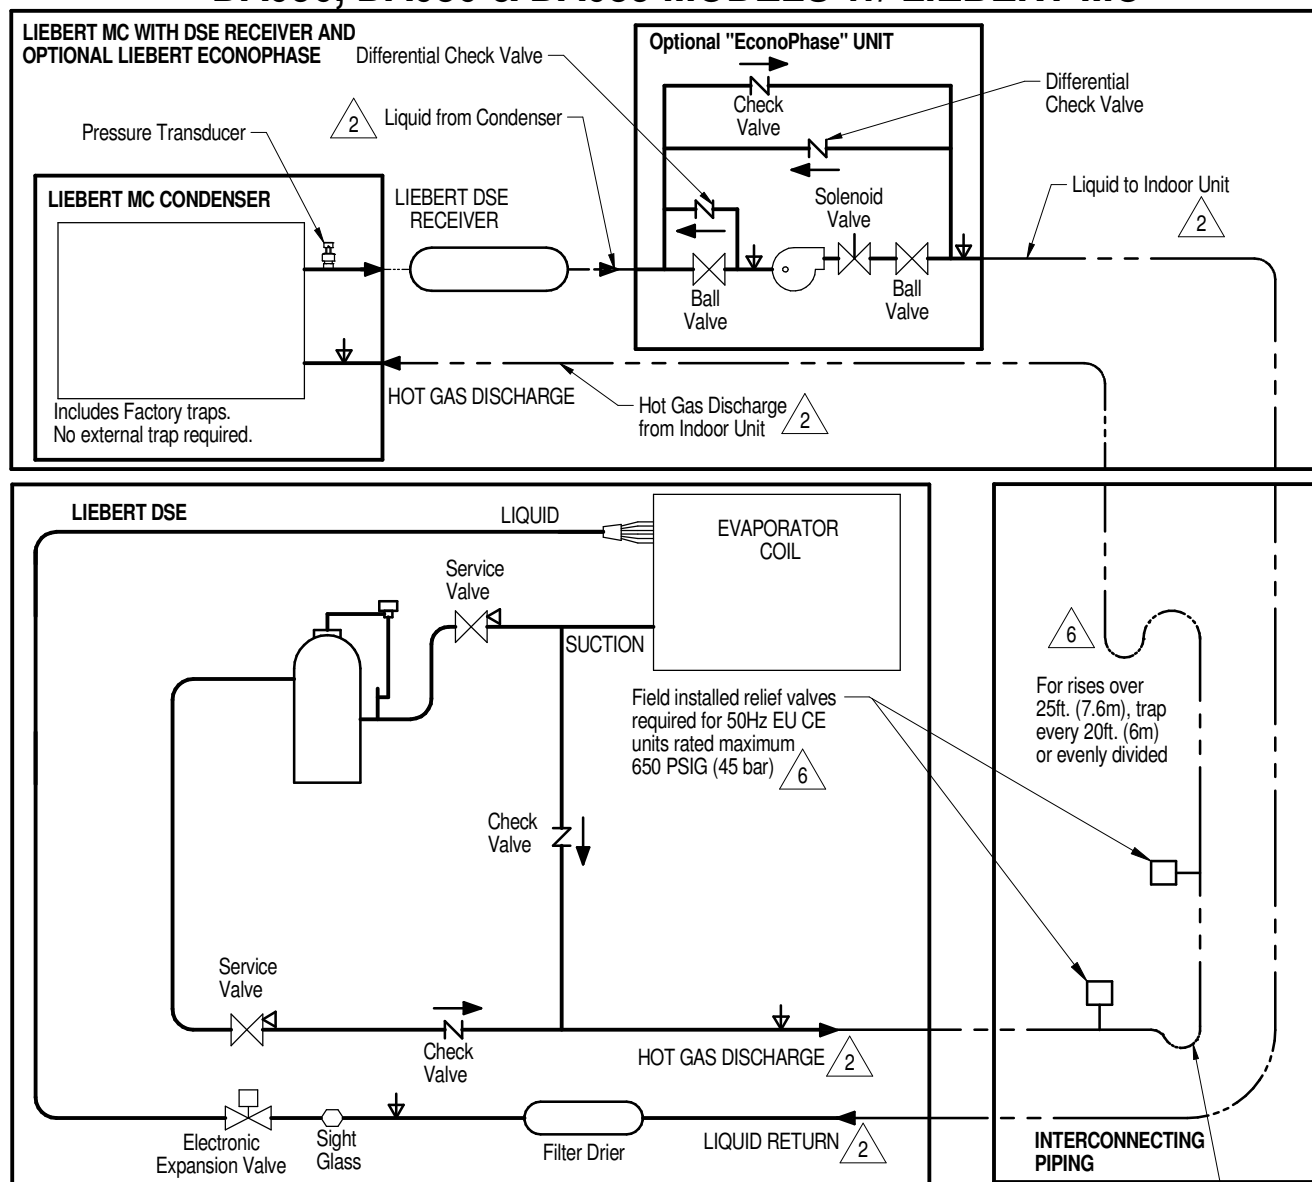 LIEBERT MC WITH DSE RECEIVER AND
OPTIONAL LIEBERT ECONOPHASE
Differential Check Valve
Optional "EconoPhase" UNIT
Differential
Check Valve
Check
Valve
2
Liquid from Condenser
Pressure Transducer
LIEBERT MC CONDENSER
LIEBERT DSE
RECEIVER
Solenoid
Valve
Liquid to Indoor Unit
2
Ball
Valve
Ball
Valve
HOT GAS DISCHARGE
Hot Gas Discharge
from Indoor Unit
2
Includes Factory traps.
No external trap required.
LIEBERT DSE
LIQUID
EVAPORATOR
COIL
Service
Valve
SUCTION
6
For rises over
25ft. (7.6m), trap
every 20ft. (6m)
or evenly divided
Field installed relief valves
required for 50Hz EU CE
units rated maximum
650 PSIG (45 bar)
6
Check
Valve
Service
Valve
Check
Valve
HOT GAS DISCHARGE
2
Electronic
Expansion Valve
Sight
Glass
Filter Drier
LIQUID RETURN
2
INTERCONNECTING
PIPING